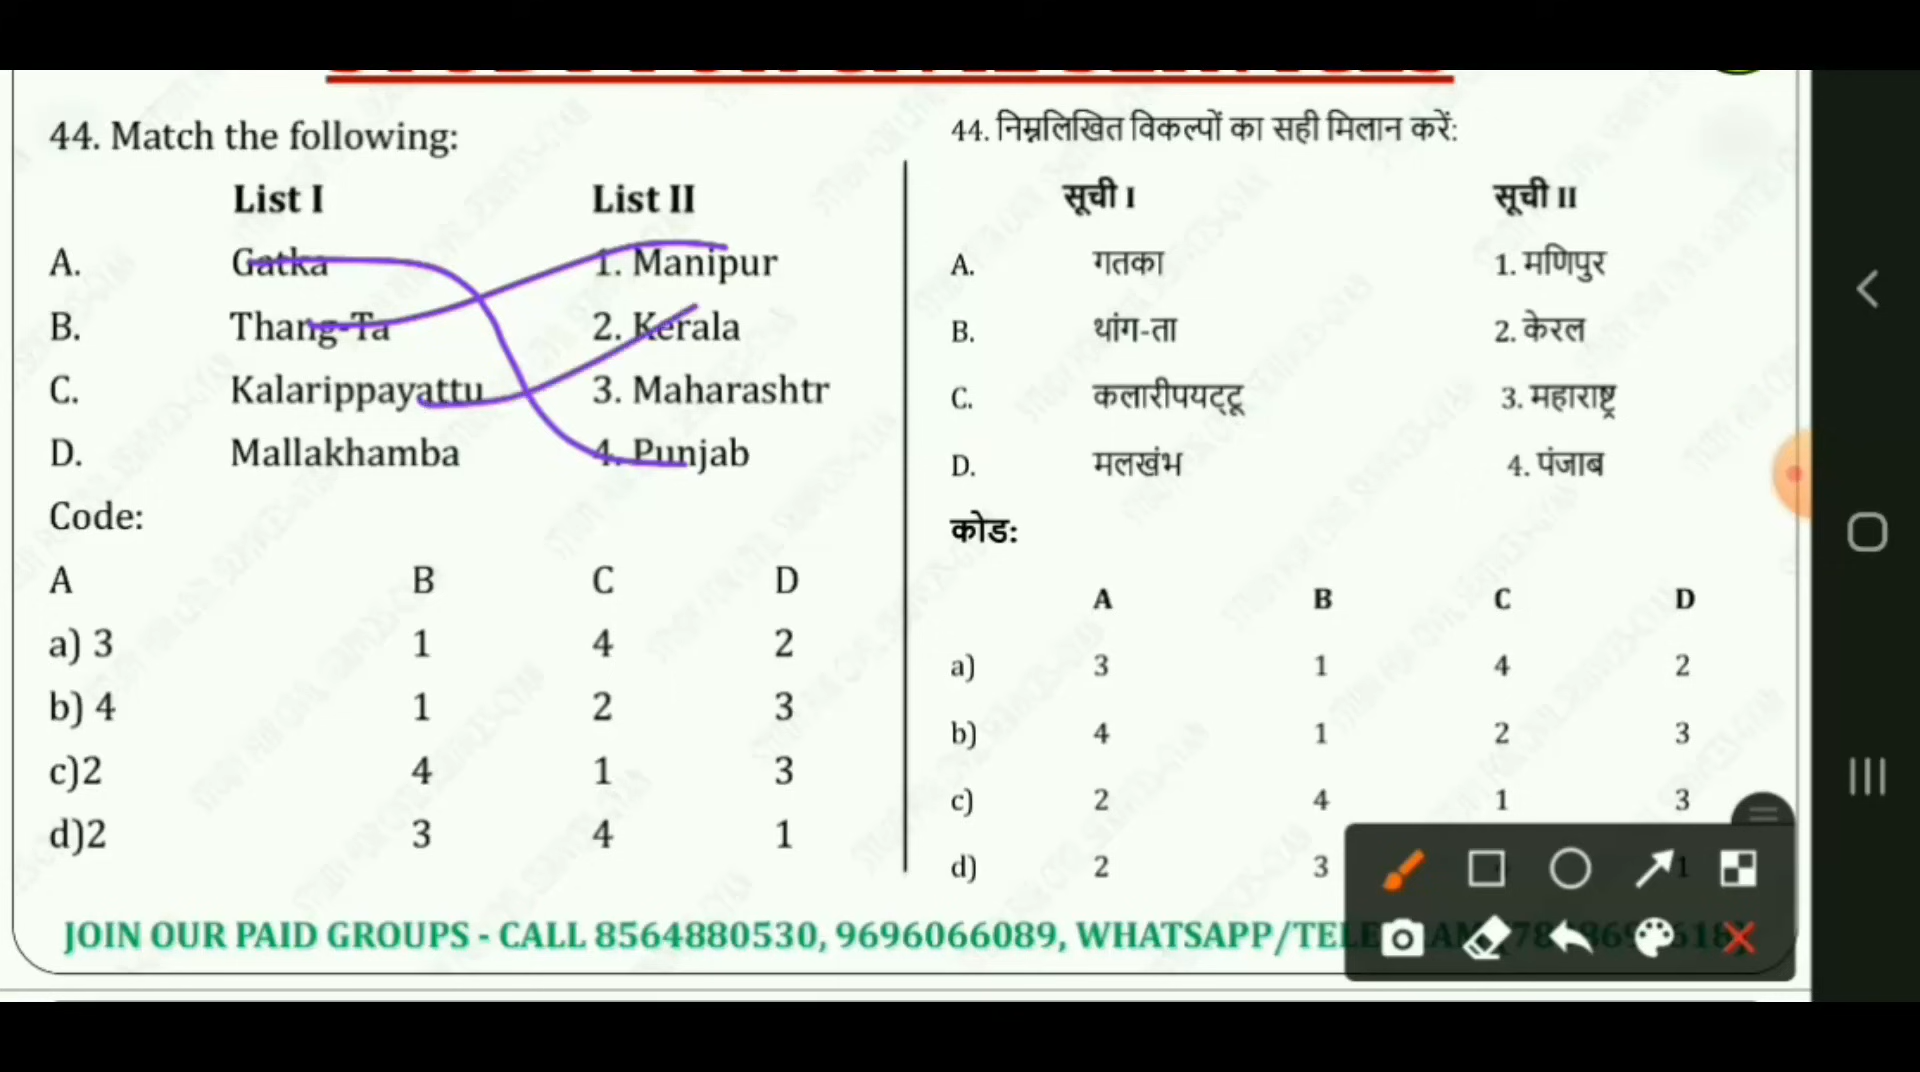 44. Match the following:
List I List II
A. Gatka 1. Manipur
B. Thang-Ta 2. Kerala
C. Kalarippayattu 3. Maharashtr
D. Mallakhamba 4. Punjab
Code:
A B C D
a) 3 1 4 2
b) 4 1 2 3
c)2 4 1 3
d)2 3 4 1
44. निम्नलिखित विकल्पों का सही मिलान करें:
सूची I सूची II
A. गतका 1. मणिपुर
B. थांग-ता 2. केरल
C. कलारीपयट्टू 3. महाराष्ट्र
D. मलखंभ 4. पंजाब
कोड:
A B C D
a) 3 1 4 2
b) 4 1 2 3
c) 2 4 1 3
d) 2 3 1
JOIN OUR PAID GROUPS - CALL 8564880530, 9696066089, WHATSAPP/TELE